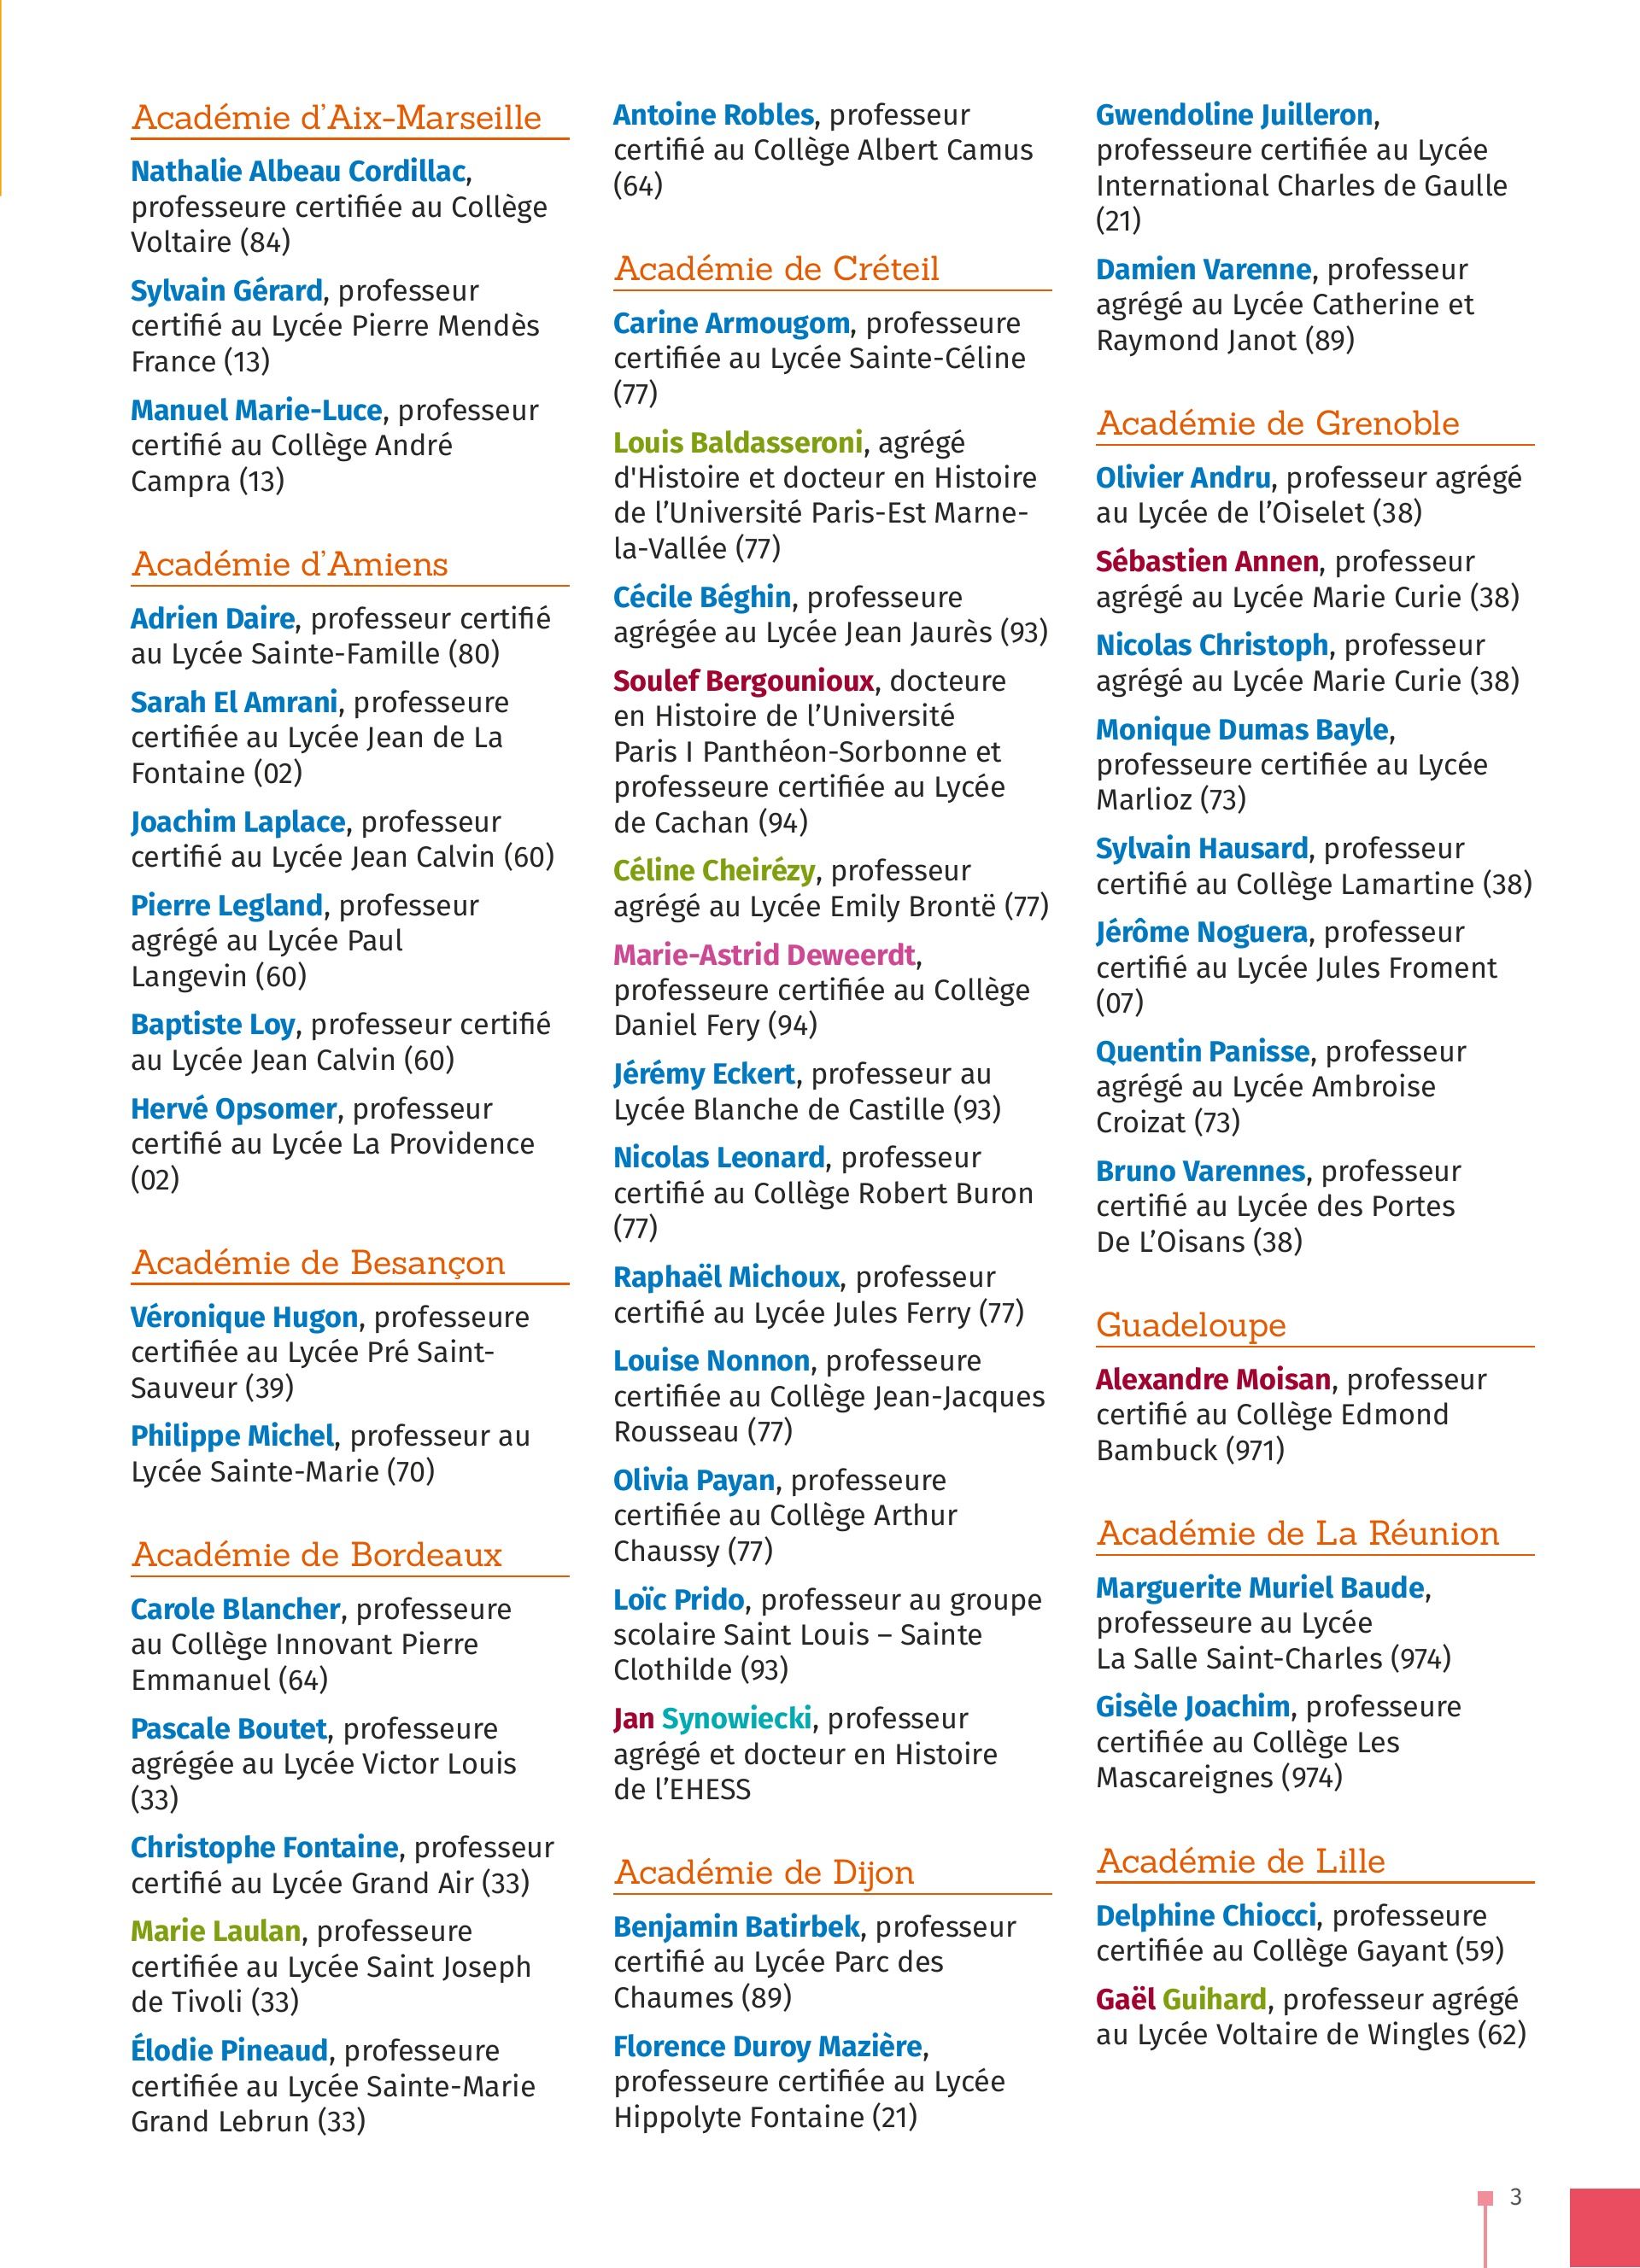 Académie d’Aix-Marseille
Nathalie Albeau Cordillac,
professeure certifiée au Collège
Voltaire (84)
Sylvain Gérard, professeur
certifié au Lycée Pierre Mendès
France (13)
Manuel Marie-Luce, professeur
certifié au Collège André
Campra (13)
Académie d’Amiens
Adrien Daire, professeur certifié
au Lycée Sainte-Famille (80)
Sarah El Amrani, professeure
certifiée au Lycée Jean de La
Fontaine (02)
Joachim Laplace, professeur
certifié au Lycée Jean Calvin (60)
Pierre Legland, professeur
agrégé au Lycée Paul
Langevin (60)
Baptiste Loy, professeur certifié
au Lycée Jean Calvin (60)
Hervé Opsomer, professeur
certifié au Lycée La Providence
(02)
Académie de Besançon
Véronique Hugon, professeure
certifiée au Lycée Pré Saint-
Sauveur (39)
Philippe Michel, professeur au
Lycée Sainte-Marie (70)
Académie de Bordeaux
Carole Blancher, professeure
au Collège Innovant Pierre
Emmanuel (64)
Pascale Boutet, professeure
agrégée au Lycée Victor Louis
(33)
Christophe Fontaine, professeur
certifié au Lycée Grand Air (33)
Marie Laulan, professeure
certifiée au Lycée Saint Joseph
de Tivoli (33)
Élodie Pineaud, professeure
certifiée au Lycée Sainte-Marie
Grand Lebrun (33)
Antoine Robles, professeur
certifié au Collège Albert Camus
(64)
Académie de Créteil
Carine Armougom, professeure
certifiée au Lycée Sainte-Céline
(77)
Louis Baldasseroni, agrégé
d'Histoire et docteur en Histoire
de l’Université Paris-Est Marne-
la-Vallée (77)
Cécile Béghin, professeure
agrégée au Lycée Jean Jaurès (93)
Soulef Bergounioux, docteure
en Histoire de l’Université
Paris I Panthéon-Sorbonne et
professeure certifiée au Lycée
de Cachan (94)
Céline Cheirézy, professeur
agrégé au Lycée Emily Brontë (77)
Marie-Astrid Deweerdt,
professeure certifiée au Collège
Daniel Fery (94)
Jérémy Eckert, professeur au
Lycée Blanche de Castille (93)
Nicolas Leonard, professeur
certifié au Collège Robert Buron
(77)
Raphaël Michoux, professeur
certifié au Lycée Jules Ferry (77)
Louise Nonnon, professeure
certifiée au Collège Jean-Jacques
Rousseau (77)
Olivia Payan, professeure
certifiée au Collège Arthur
Chaussy (77)
Loïc Prido, professeur au groupe
scolaire Saint Louis – Sainte
Clothilde (93)
Jan Synowiecki, professeur
agrégé et docteur en Histoire
de l’EHESS
Académie de Dijon
Benjamin Batirbek, professeur
certifié au Lycée Parc des
Chaumes (89)
Florence Duroy Mazière,
professeure certifiée au Lycée
Hippolyte Fontaine (21)
Gwendoline Juilleron,
professeure certifiée au Lycée
International Charles de Gaulle
(21)
Damien Varenne, professeur
agrégé au Lycée Catherine et
Raymond Janot (89)
Académie de Grenoble
Olivier Andru, professeur agrégé
au Lycée de l’Oiselet (38)
Sébastien Annen, professeur
agrégé au Lycée Marie Curie (38)
Nicolas Christoph, professeur
agrégé au Lycée Marie Curie (38)
Monique Dumas Bayle,
professeure certifiée au Lycée
Marlioz (73)
Sylvain Hausard, professeur
certifié au Collège Lamartine (38)
Jérôme Noguera, professeur
certifié au Lycée Jules Froment
(07)
Quentin Panisse, professeur
agrégé au Lycée Ambroise
Croizat (73)
Bruno Varennes, professeur
certifié au Lycée des Portes
De L’Oisans (38)
Guadeloupe
Alexandre Moisan, professeur
certifié au Collège Edmond
Bambuck (971)
Académie de La Réunion
Marguerite Muriel Baude,
professeure au Lycée
La Salle Saint-Charles (974)
Gisèle Joachim, professeure
certifiée au Collège Les
Mascareignes (974)
Académie de Lille
Delphine Chiocci, professeure
certifiée au Collège Gayant (59)
Gaël Guihard, professeur agrégé
au Lycée Voltaire de Wingles (62)
3